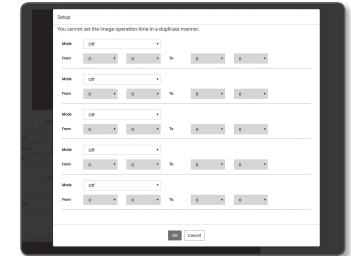 Setup
You cannot set the image operation time in a duplicate manner.
Mode Off
From 0 0 To 0 0
Mode Off
From 0 0 To 0 0
Mode Off
From 0 0 To 0 0
Mode Off
From 0 0 To 0 0
Mode Off
From 0 0 To 0 0
OK Cancel